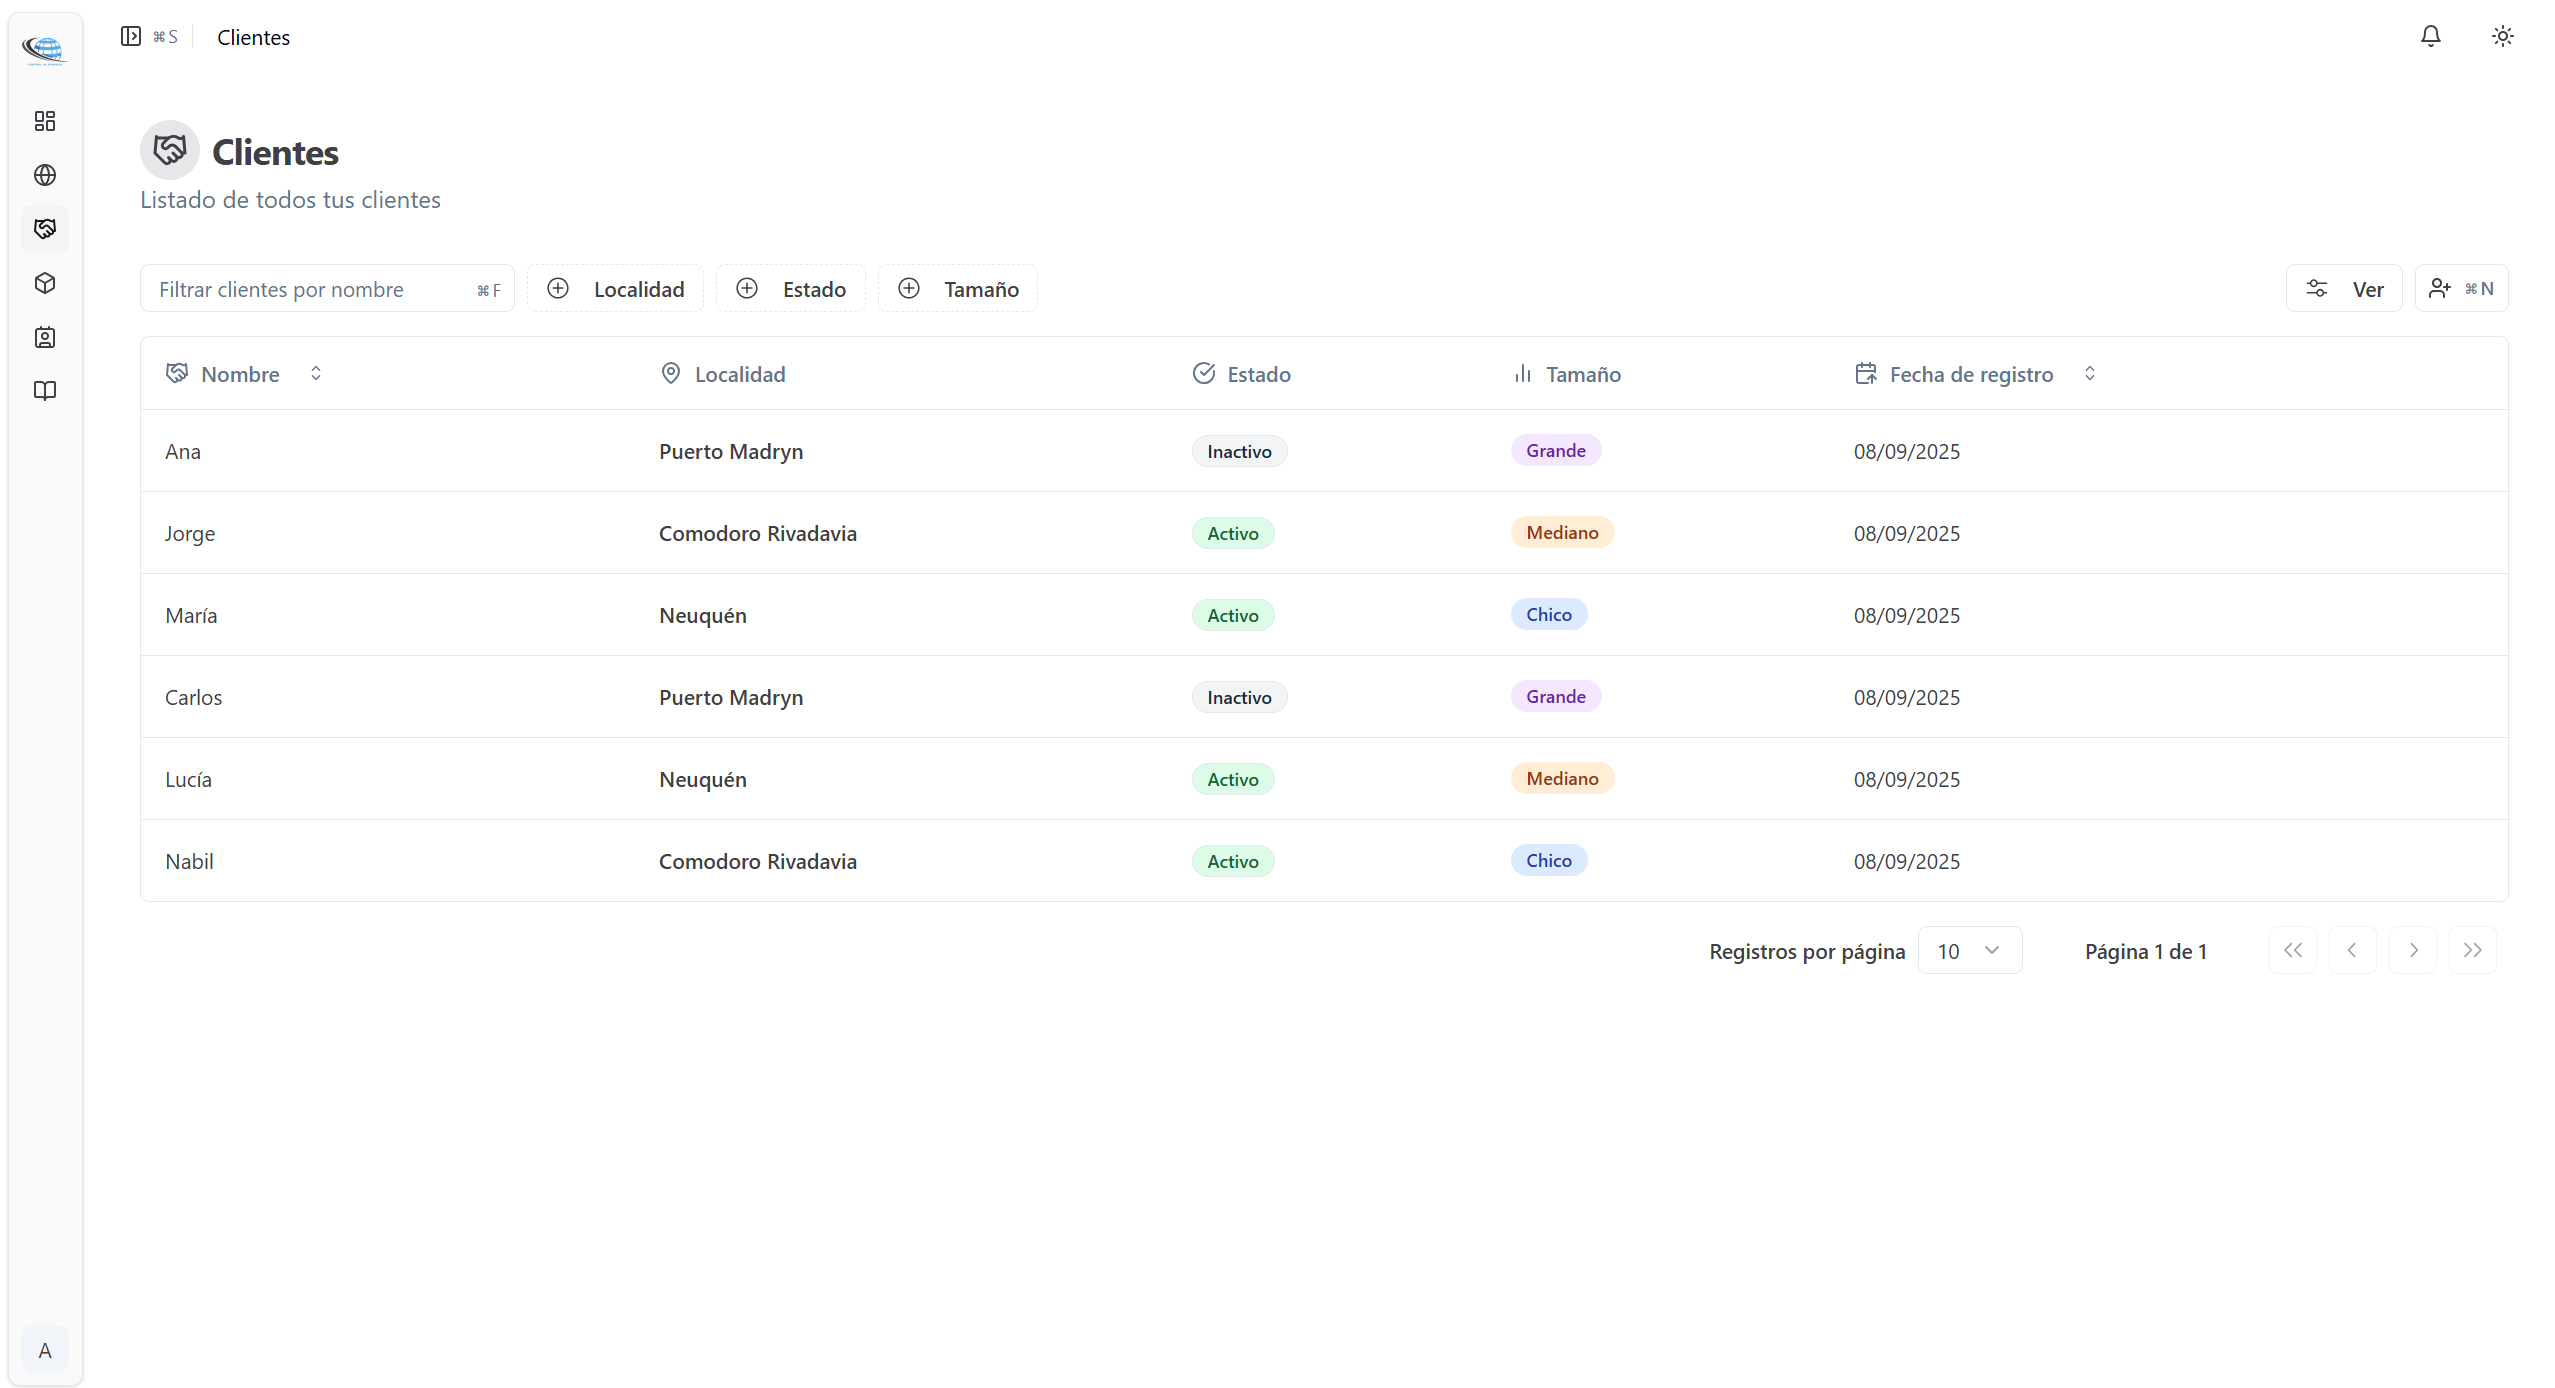 ⌘S Clientes
Clientes
Listado de todos tus clientes
Filtrar clientes por nombre ⌘F Localidad Estado Tamaño Ver ⌘N
Nombre Localidad Estado Tamaño Fecha de registro
Ana Puerto Madryn Inactivo Grande 08/09/2025
Jorge Comodoro Rivadavia Activo Mediano 08/09/2025
María Neuquén Activo Chico 08/09/2025
Carlos Puerto Madryn Inactivo Grande 08/09/2025
Lucía Neuquén Activo Mediano 08/09/2025
Nabil Comodoro Rivadavia Activo Chico 08/09/2025
Registros por página 10 Página 1 de 1
A